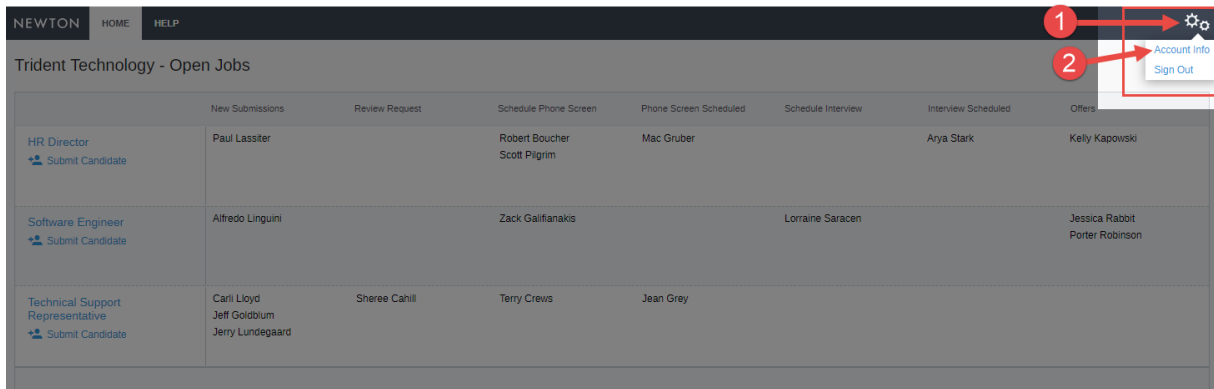 NEWTON HOME HELP 1
Account Info
2
Sign Out
Trident Technology - Open Jobs
New Submissions Review Request Schedule Phone Screen Phone Screen Scheduled Schedule Interview Interview Scheduled Offers
HR Director Paul Lassiter Robert Boucher Mac Gruber Arya Stark Kelly Kapowski
Submit Candidate Scott Pilgrim
Software Engineer Alfredo Linguini Zack Galifianakis Lorraine Saracen Jessica Rabbit
Submit Candidate Porter Robinson
Technical Support Carli Lloyd Sheree Cahill Terry Crews Jean Grey
Representative Jeff Goldblum
Submit Candidate Jerry Lundegaard